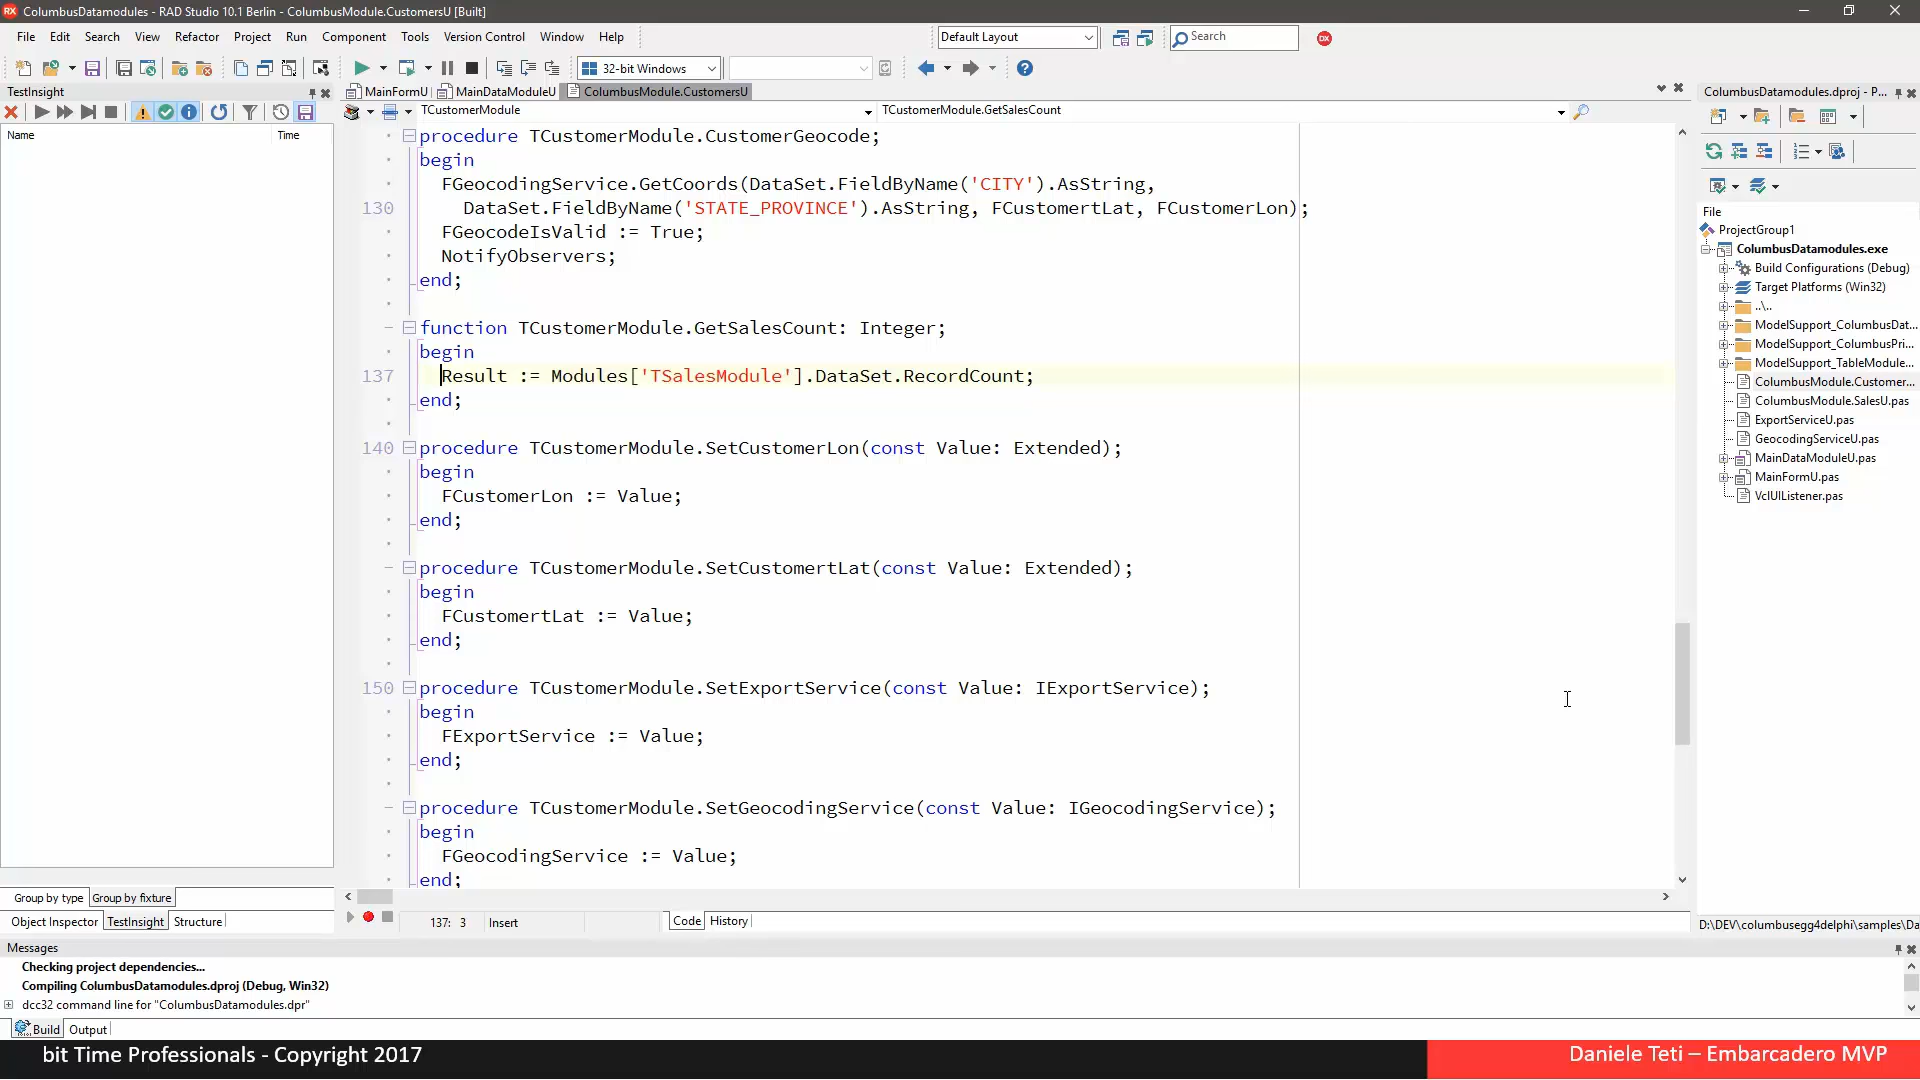 ColumbusDatamodules - RAD Studio 10.1 Berlin - ColumbusModule.CustomersU [Built]
File Edit Search View Refactor Project Run Component Tools Version Control Window Help
Default Layout
Search
32-bit Windows
TestInsight
MainFormU MainDataModuleU ColumbusModule.CustomersU
ColumbusDatamodules.dproj - P...
TCustomerModule
TCustomerModule.GetSalesCount
Name Time
procedure TCustomerModule.CustomerGeocode;
begin
FGeocodingService.GetCoords(DataSet.FieldByName('CITY').AsString,
130 DataSet.FieldByName('STATE_PROVINCE').AsString, FCustomertLat, FCustomerLon);
FGeocodeIsValid := True;
NotifyObservers;
end;
function TCustomerModule.GetSalesCount: Integer;
begin
137 Result := Modules['TSalesModule'].DataSet.RecordCount;
end;
140 procedure TCustomerModule.SetCustomerLon(const Value: Extended);
begin
FCustomerLon := Value;
end;
procedure TCustomerModule.SetCustomertLat(const Value: Extended);
begin
FCustomertLat := Value;
end;
150 procedure TCustomerModule.SetExportService(const Value: IExportService);
begin
FExportService := Value;
end;
procedure TCustomerModule.SetGeocodingService(const Value: IGeocodingService);
begin
FGeocodingService := Value;
end;
File
ProjectGroup1
ColumbusDatamodules.exe
Build Configurations (Debug)
Target Platforms (Win32)
..\..
ModelSupport_ColumbusDat...
ModelSupport_ColumbusPri...
ModelSupport_TableModule...
ColumbusModule.Customer...
ColumbusModule.SalesU.pas
ExportServiceU.pas
GeocodingServiceU.pas
MainDataModuleU.pas
MainFormU.pas
VclUIListener.pas
Group by type Group by fixture
Object Inspector TestInsight Structure
137: 3 Insert
Code History
D:\DEV\columbusegg4delphi\samples\Da
Messages
Checking project dependencies...
Compiling ColumbusDatamodules.dproj (Debug, Win32)
dcc32 command line for "ColumbusDatamodules.dpr"
Build Output
bit Time Professionals - Copyright 2017
Daniele Teti – Embarcadero MVP